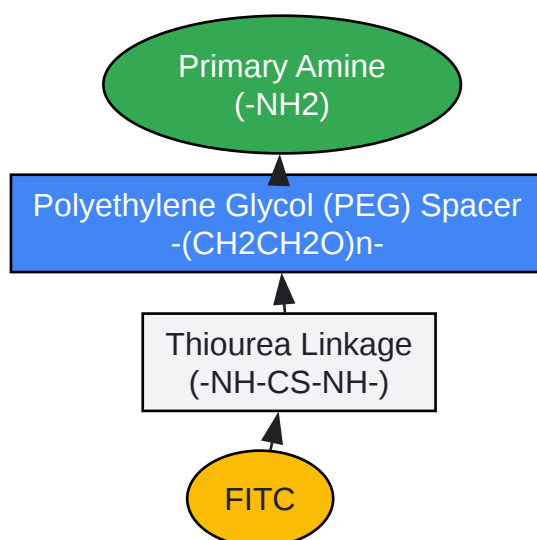 Primary Amine
(-NH2)
Polyethylene Glycol (PEG) Spacer
-(CH2CH2O)n-
Thiourea Linkage
(-NH-CS-NH-)
FITC